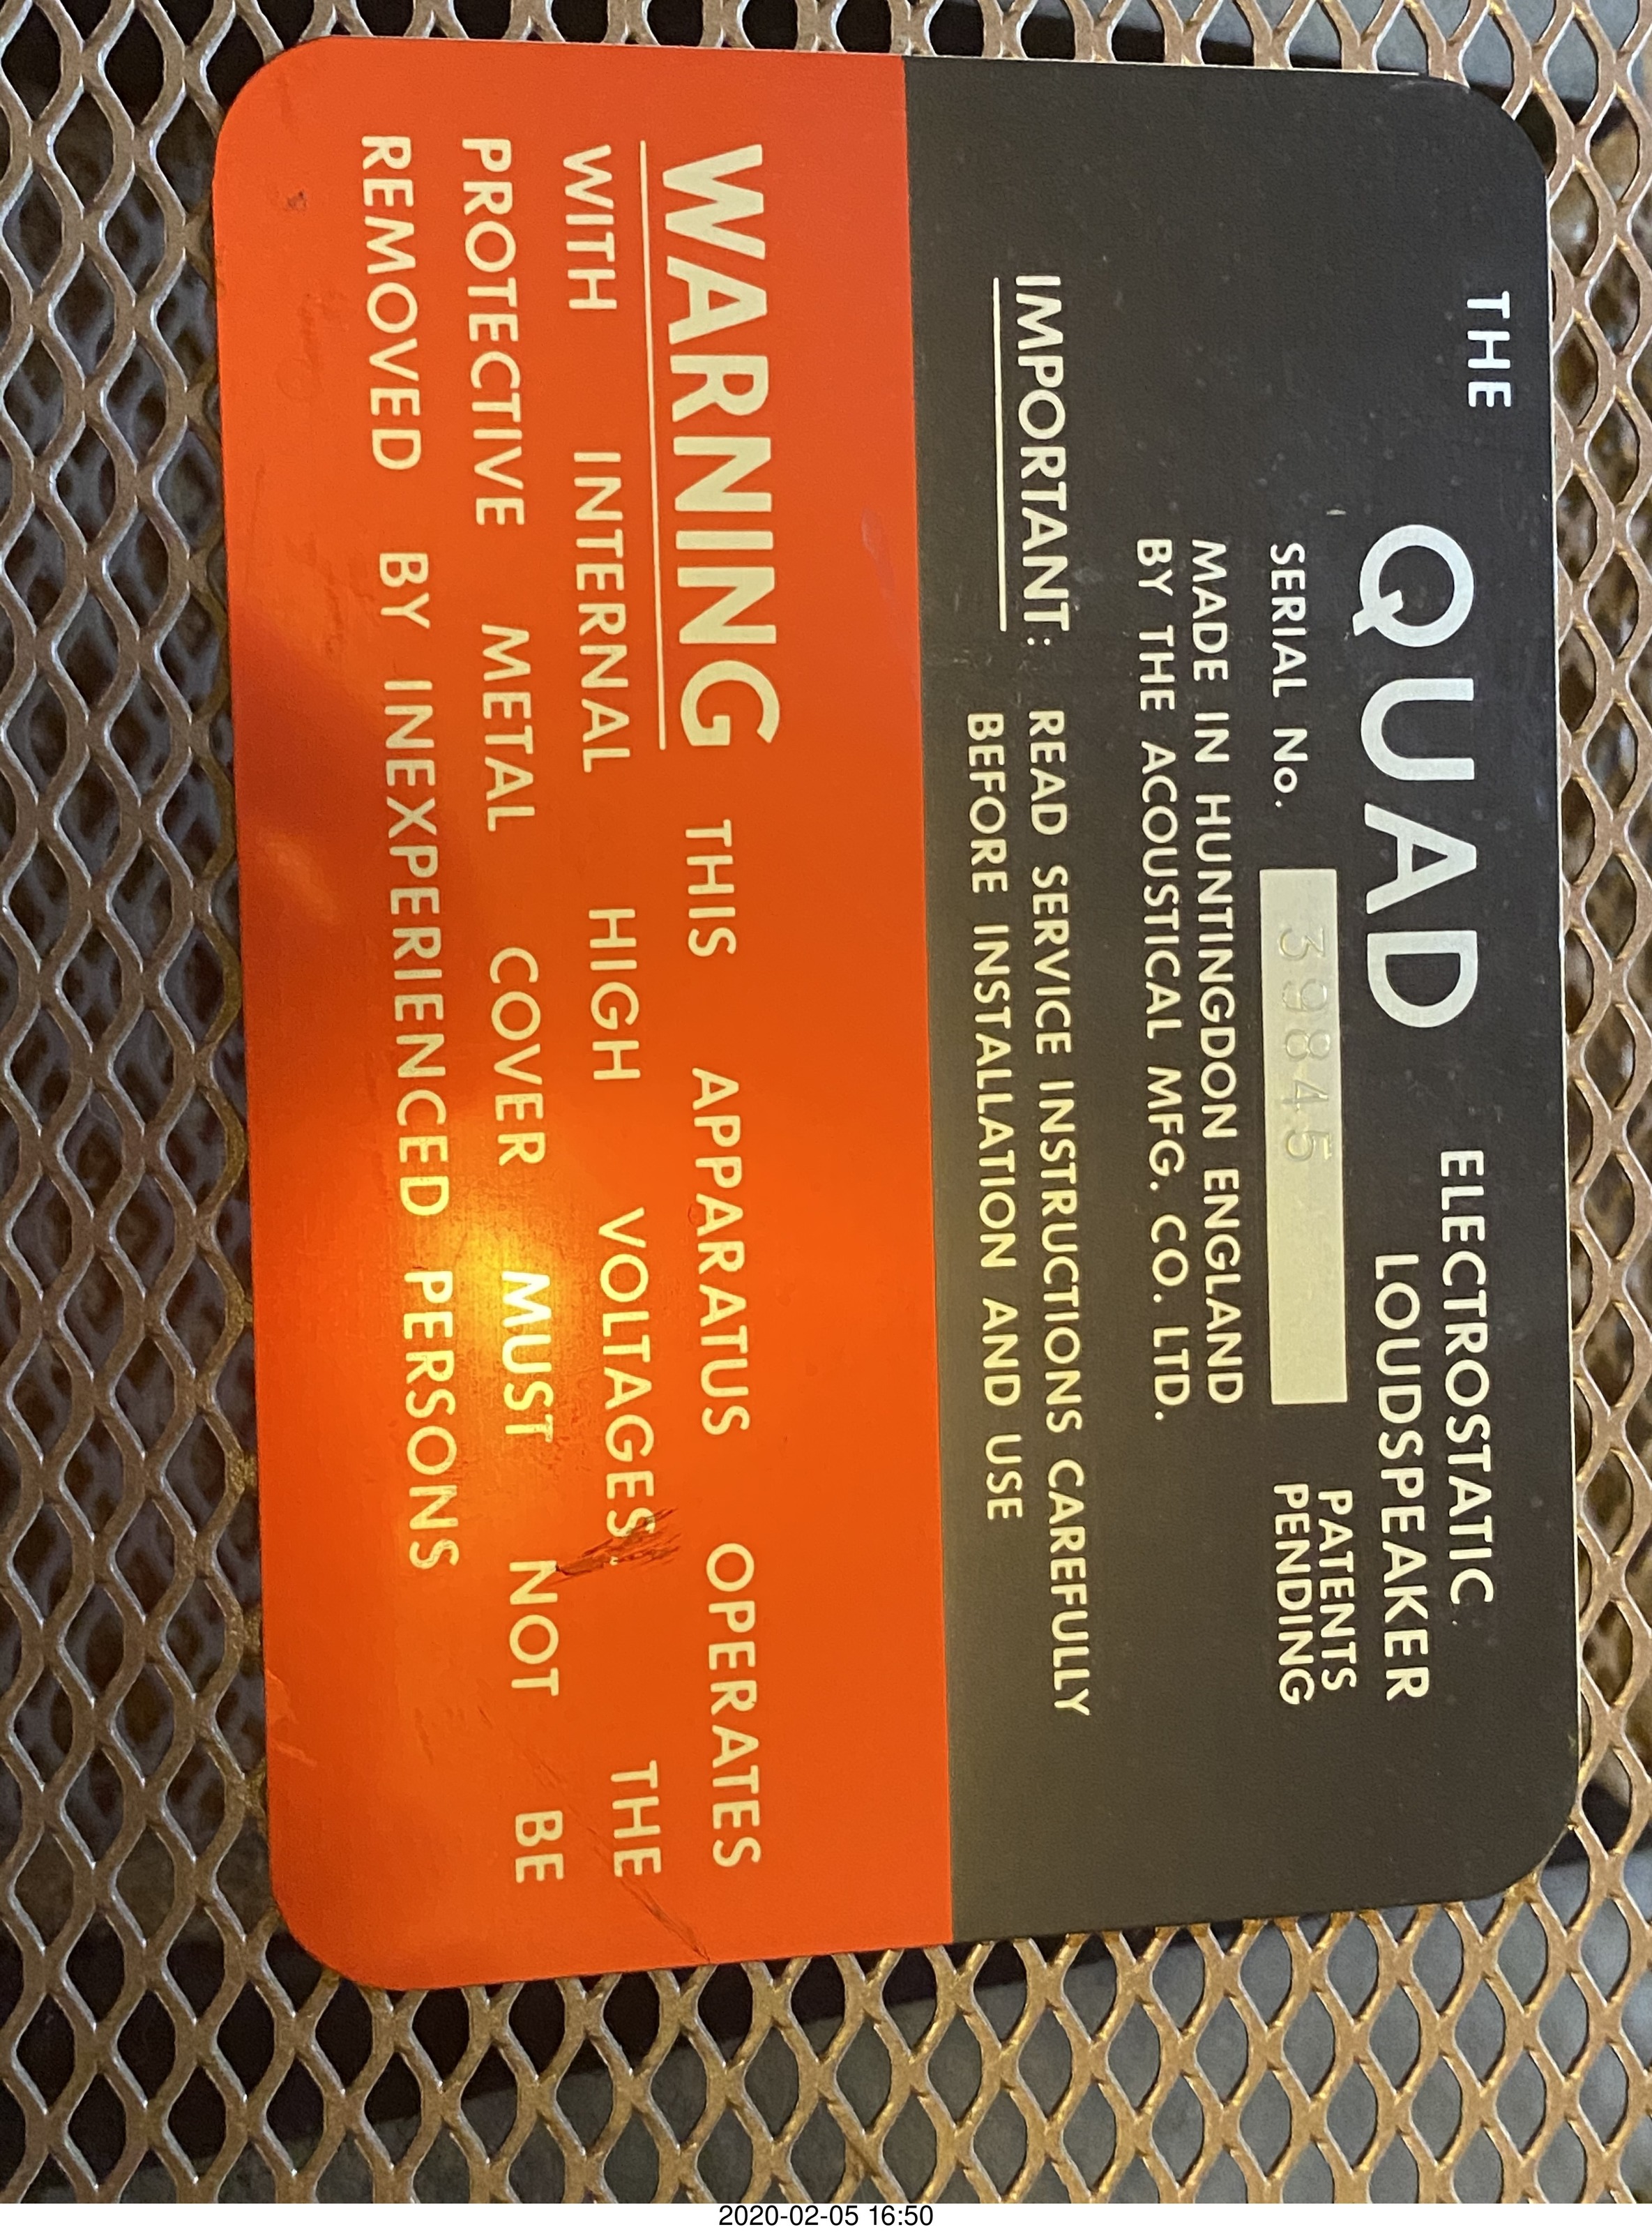 THE QUAD ELECTROSTATIC
LOUDSPEAKER
SERIAL No. 39845 PATENTS
PENDING
MADE IN HUNTINGDON ENGLAND
BY THE ACOUSTICAL MFG. CO. LTD.
IMPORTANT: READ SERVICE INSTRUCTIONS CAREFULLY
BEFORE INSTALLATION AND USE
WARNING THIS APPARATUS OPERATES
WITH INTERNAL HIGH VOLTAGES. THE
PROTECTIVE METAL COVER MUST NOT BE
REMOVED BY INEXPERIENCED PERSONS
2020-02-05 16:50